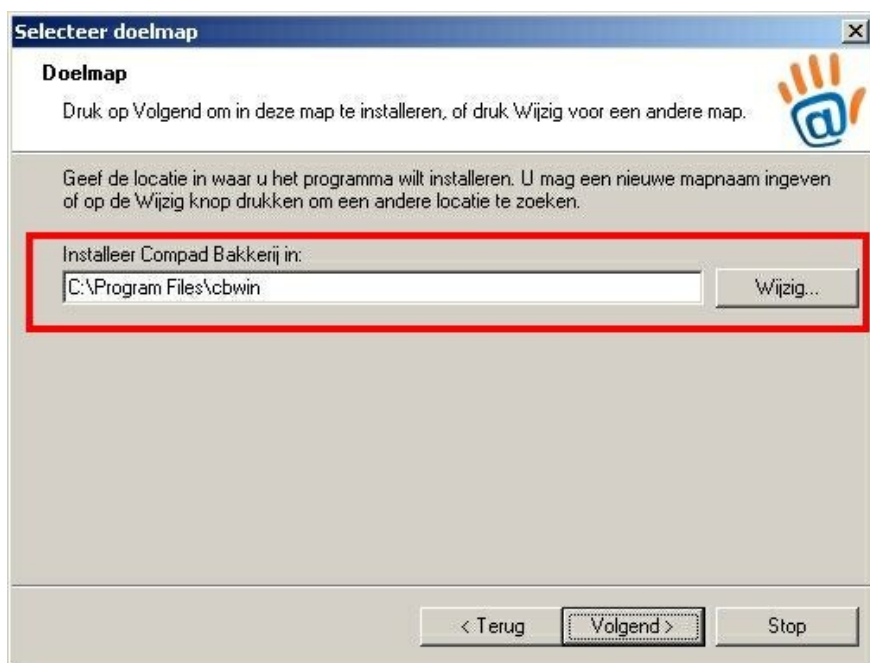 Selecteer doelmap
Doelmap
Druk op Volgend om in deze map te installeren, of druk Wijzig voor een andere map.
Geef de locatie in waar u het programma wilt installeren. U mag een nieuwe mapnaam ingeven
of op de Wijzig knop drukken om een andere locatie te zoeken.
Installeer Compad Bakkerij in:
C:\Program Files\cbwin
Wijzig...
< Terug
Volgend >
Stop